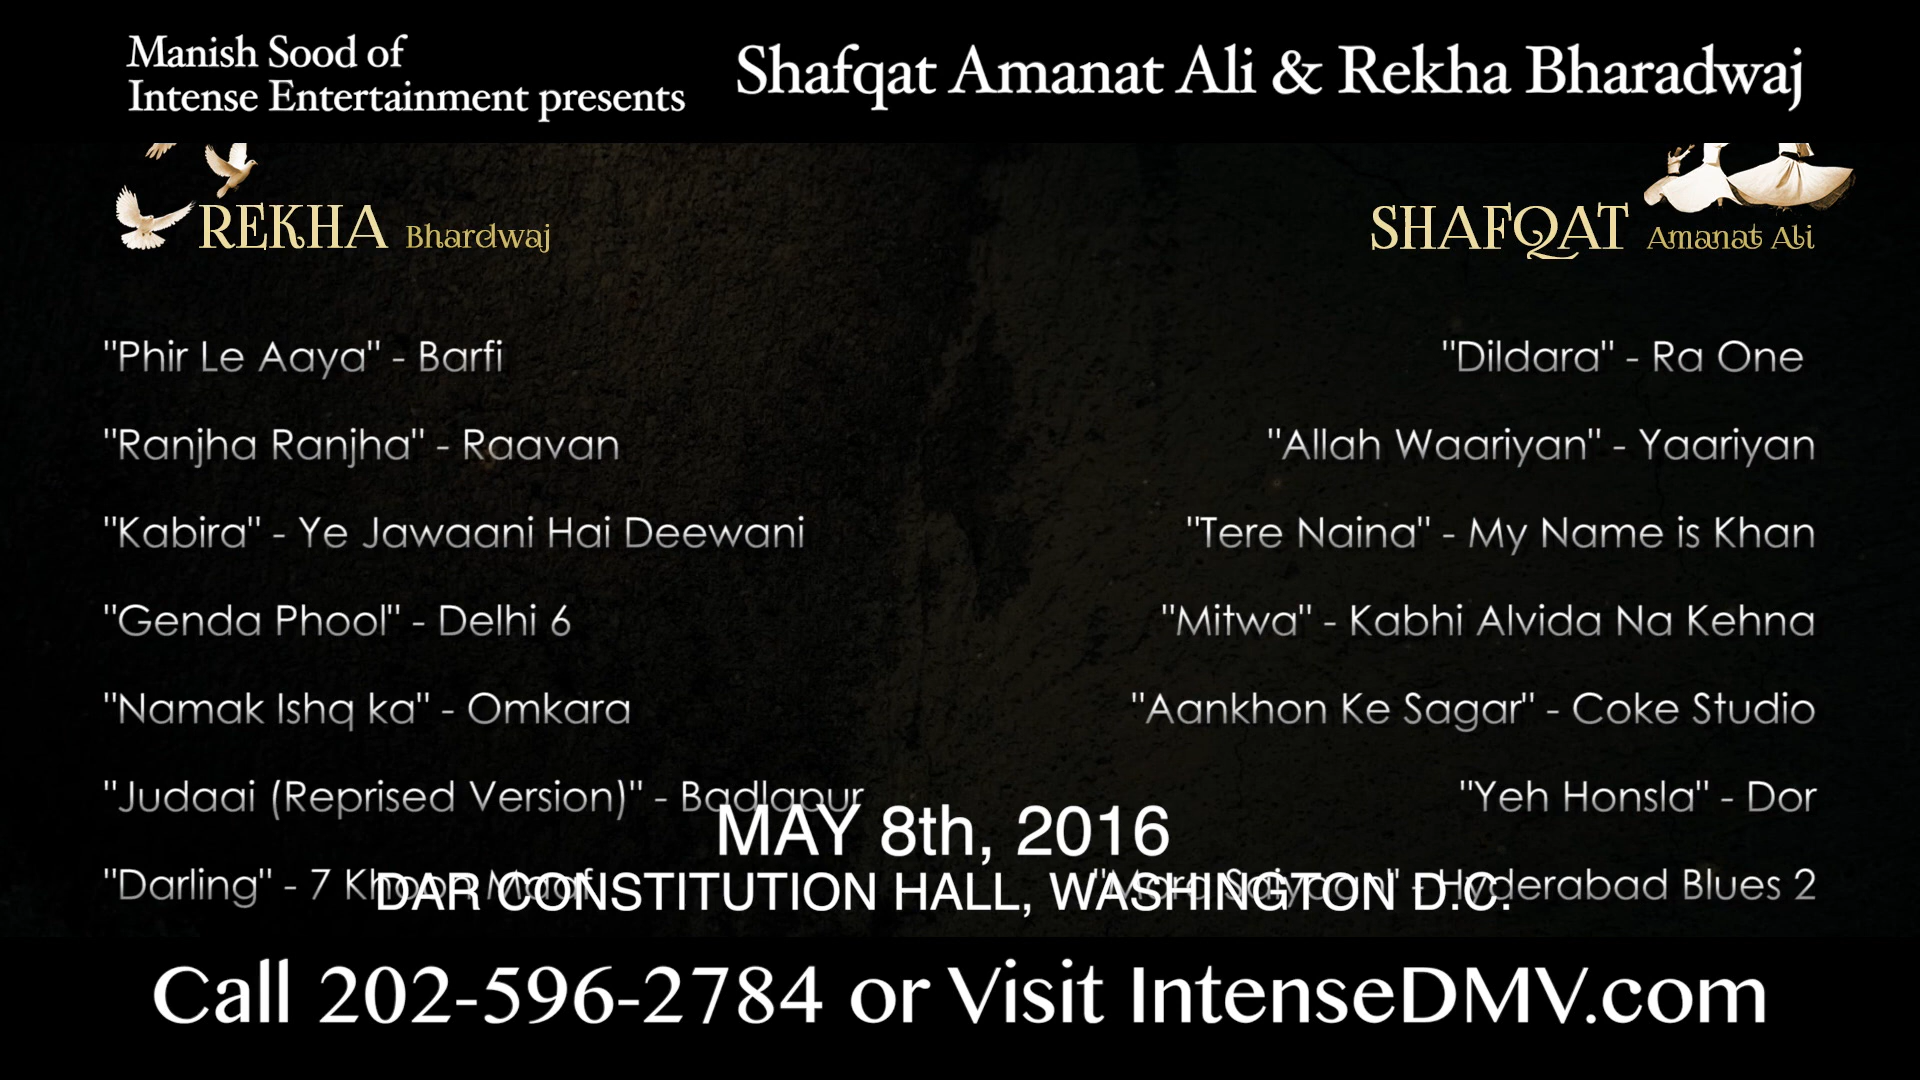 Manish Sood of
Intense Entertainment presents
Shafqat Amanat Ali & Rekha Bharadwaj
REKHA Bhardwaj
SHAFQAT Amanat Ali
"Phir Le Aaya" - Barfi
"Ranjha Ranjha" - Raavan
"Kabira" - Ye Jawaani Hai Deewani
"Genda Phool" - Delhi 6
"Namak Ishq ka" - Omkara
"Judaai (Reprised Version)" - Badlapur
"Darling" - 7 Khoon Maaf
"Dildara" - Ra One
"Allah Waariyan" - Yaariyan
"Tere Naina" - My Name is Khan
"Mitwa" - Kabhi Alvida Na Kehna
"Aankhon Ke Sagar" - Coke Studio
"Yeh Honsla" - Dor
- Hyderabad Blues 2
MAY 8th, 2016
DAR CONSTITUTION HALL, WASHINGTON D.C.
Call 202-596-2784 or Visit IntenseDMV.com